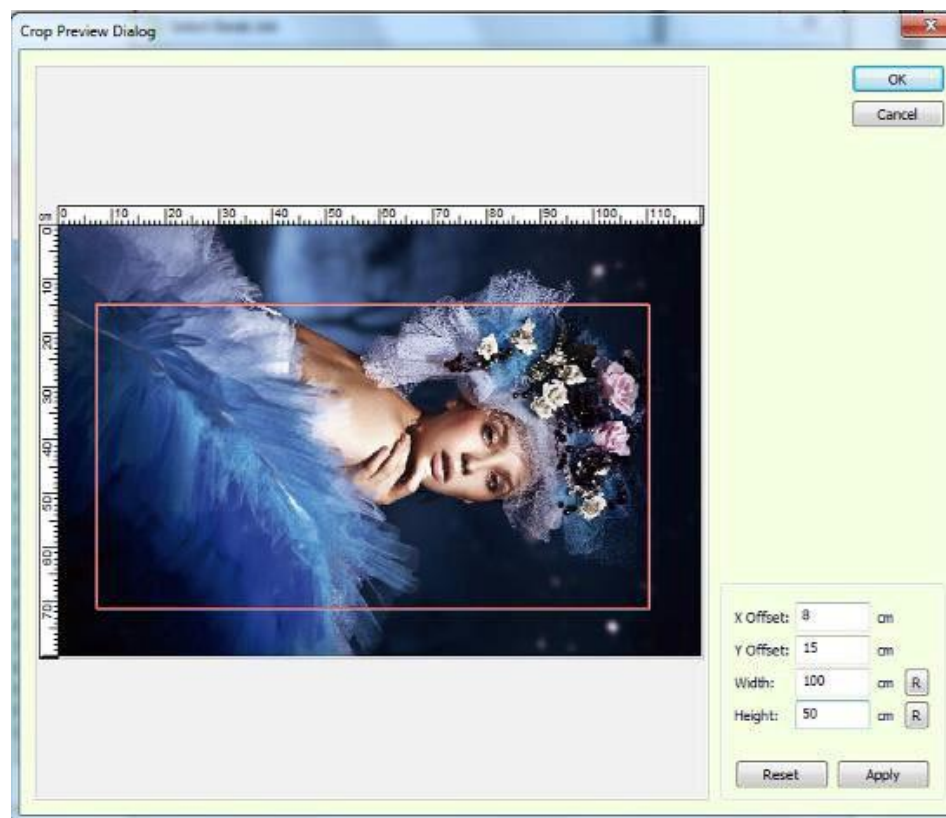 Crop Preview Dialog
OK
Cancel
cm 0 10 20 30 40 50 60 70 80 90 100 110
0
10
20
30
40
50
60
70
X Offset: 8 cm
Y Offset: 15 cm
Width: 100 cm R
Height: 50 cm R
Reset Apply